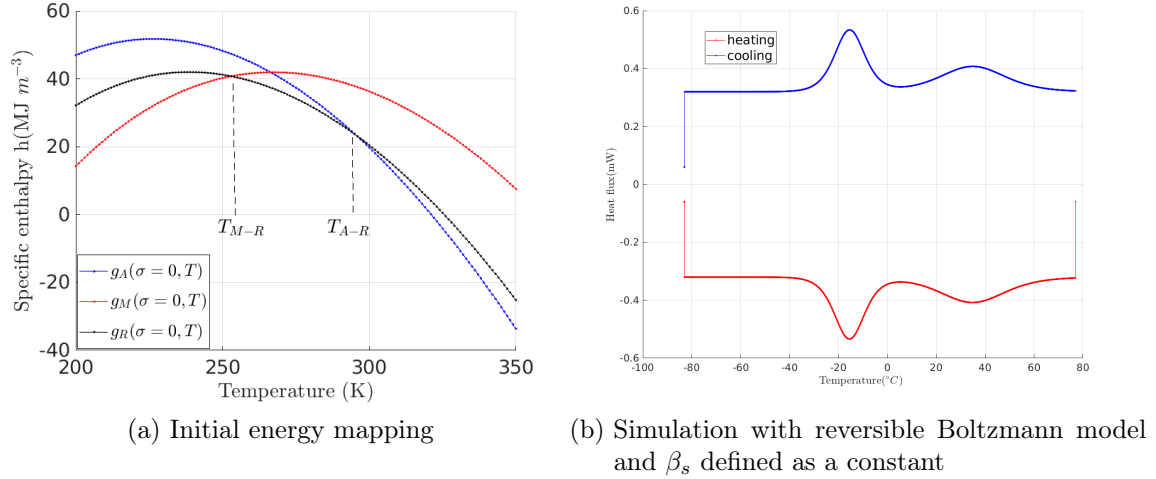 60
40
20
0
-20
-40
200
250
300
350
Specific enthalpy h(MJ m⁻³)
Temperature (K)
T_{M−R}
T_{A−R}
g_A(σ = 0, T)
g_M(σ = 0, T)
g_R(σ = 0, T)
(a) Initial energy mapping
0.6
0.4
0.2
0
-0.2
-0.4
-0.6
-100
-80
-60
-40
-20
0
20
40
60
80
Heat flux(mW)
Temperature(°C)
heating
cooling
(b) Simulation with reversible Boltzmann model
and β_s defined as a constant